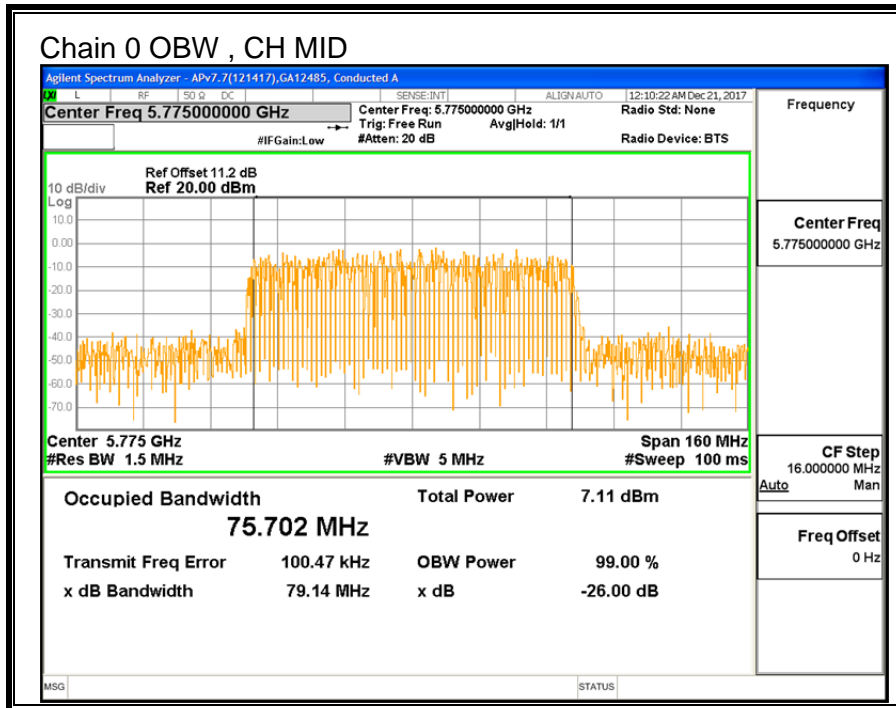 Chain 0 OBW , CH MID
Agilent Spectrum Analyzer - APv7.7(121417),GA12485, Conducted A
LXI L RF 50 Ω DC SENSE:INT ALIGN AUTO 12:10:22 AM Dec 21, 2017
Center Freq 5.775000000 GHz
Center Freq: 5.775000000 GHz
Radio Std: None
Trig: Free Run Avg|Hold: 1/1
#IFGain:Low
#Atten: 20 dB
Radio Device: BTS
Ref Offset 11.2 dB
10 dB/div Ref 20.00 dBm
Log
10.0
0.00
-10.0
-20.0
-30.0
-40.0
-50.0
-60.0
-70.0
Center 5.775 GHz Span 160 MHz
#Res BW 1.5 MHz #VBW 5 MHz #Sweep 100 ms
Occupied Bandwidth Total Power 7.11 dBm
75.702 MHz
Transmit Freq Error 100.47 kHz OBW Power 99.00 %
x dB Bandwidth 79.14 MHz x dB -26.00 dB
MSG STATUS
Frequency
Center Freq
5.775000000 GHz
CF Step
16.000000 MHz
Auto Man
Freq Offset
0 Hz